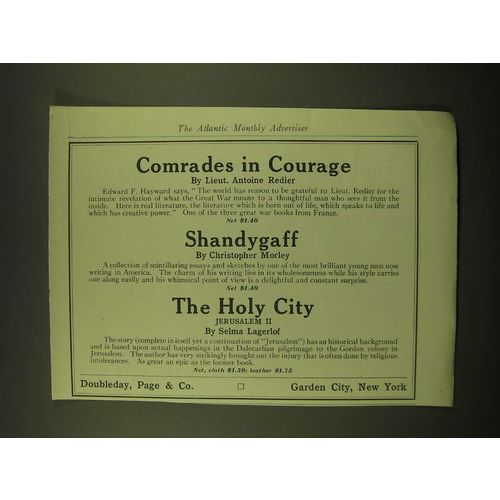 The Atlantic Monthly Advertiser
Comrades in Courage
By Lieut. Antoine Redier
Edward F. Hayward says, "The world has reason to be grateful to Lieut. Redier for the
intimate revelation of what the Great War means to a thoughtful man who sees it from the
inside. Here is real literature, the literature which is born out of life, which speaks to life and
which has creative power." One of the three great war books from France.
Net $1.40
Shandygaff
By Christopher Morley
A collection of scintillating essays and sketches by one of the most brilliant young men now
writing in America. The charm of his writing lies in its wholesomeness while his style carries
one along easily and his whimsical point of view is a delightful and constant surprise.
Net $1.40
The Holy City
JERUSALEM II
By Selma Lagerlof
The story (complete in itself yet a continuation of "Jerusalem") has an historical background
and is based upon actual happenings in the Dalecarlian pilgrimage to the Gordon colony in
Jerusalem. The author has very strikingly brought out the injury that is often done by religious
intolerances. As great an epic as the former book.
Net, cloth $1.50; leather $1.75
Doubleday, Page & Co. Garden City, New York